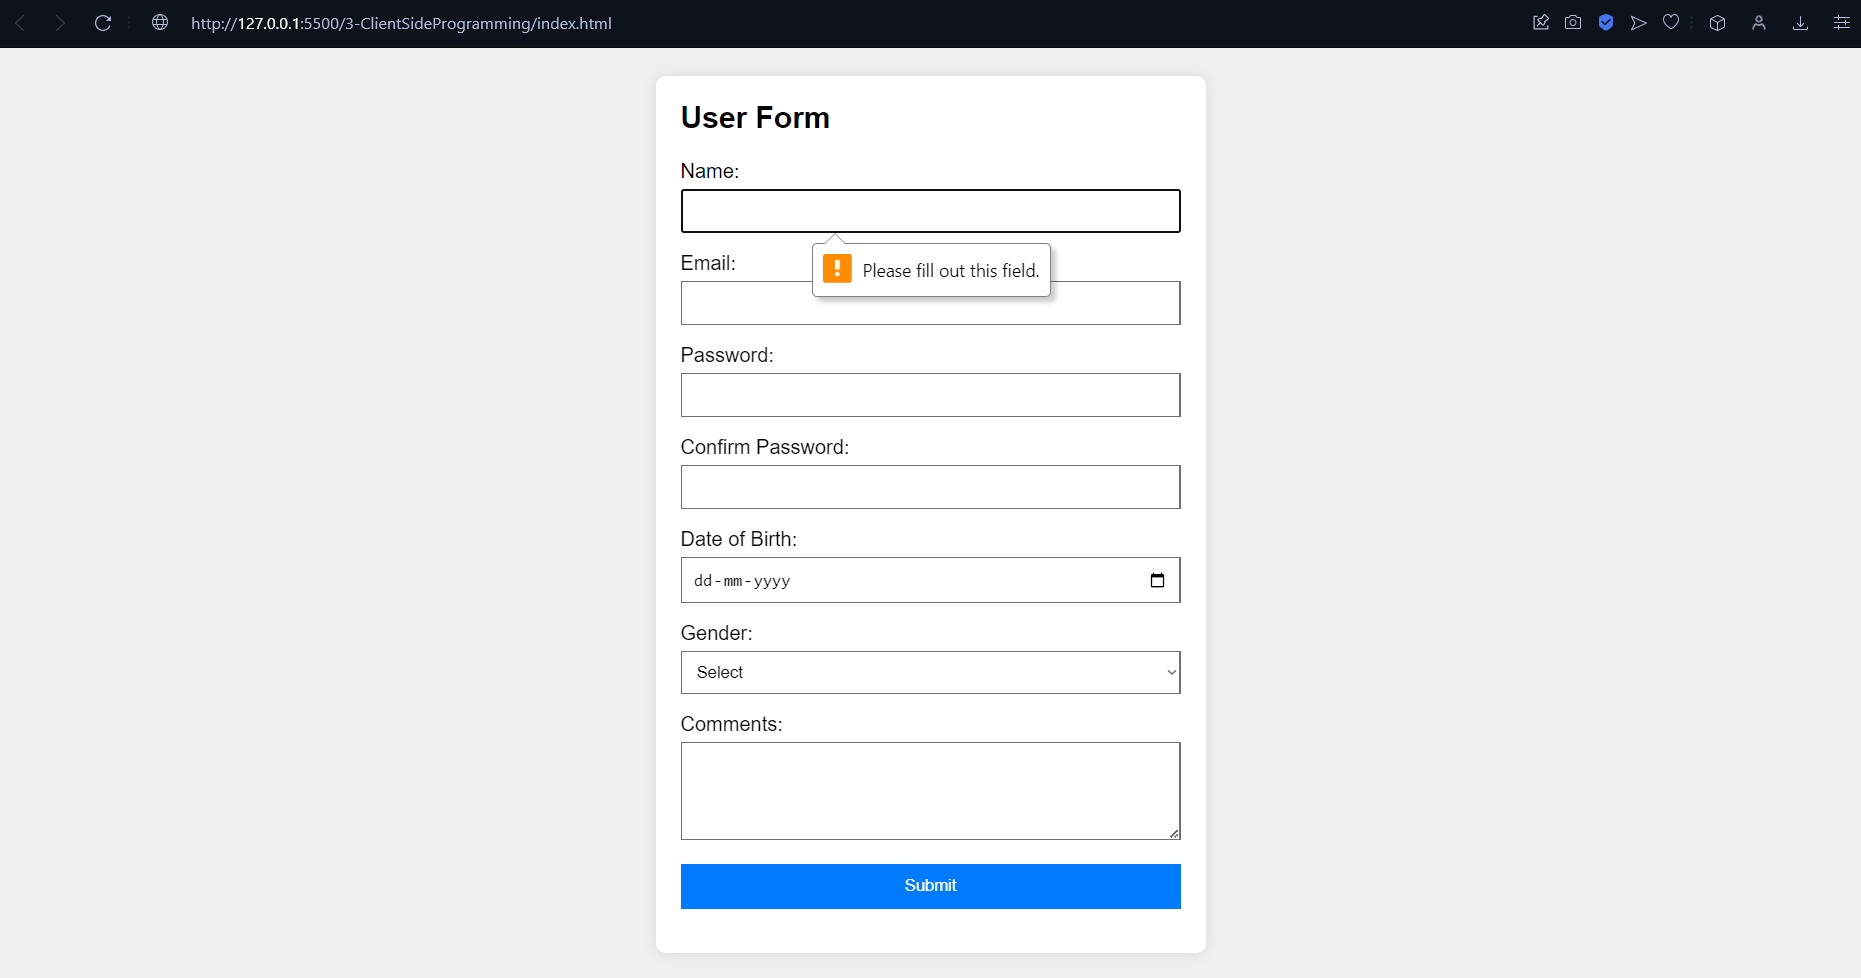 http://127.0.0.1:5500/3-ClientSideProgramming/index.html
User Form
Name:
Please fill out this field.
Email:
Password:
Confirm Password:
Date of Birth:
dd-mm-yyyy
Gender:
Select
Comments:
Submit